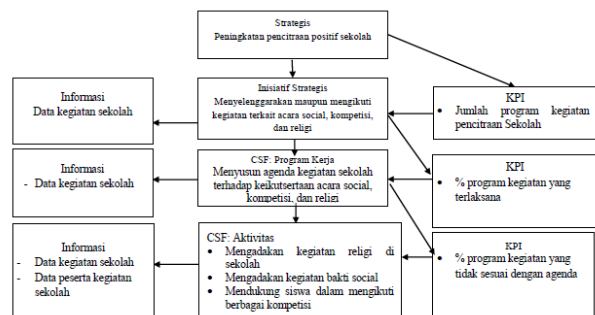 Strategis
Peningkatan pencitraan positif sekolah
Informasi
Data kegiatan sekolah
Inisiatif Strategis
Menyelenggarakan maupun mengikuti
kegiatan terkait acara social, kompetisi,
dan religi
KPI
• Jumlah program kegiatan
pencitraan Sekolah
Informasi
- Data kegiatan sekolah
CSF: Program Kerja
Menyusun agenda kegiatan sekolah
terhadap keikutsertaan acara social,
kompetisi, dan religi
KPI
• % program kegiatan yang
terlaksana
Informasi
- Data kegiatan sekolah
- Data peserta kegiatan
sekolah
CSF: Aktivitas
• Mengadakan kegiatan religi di
sekolah
• Mengadakan kegiatan bakti social
• Mendukung siswa dalam mengikuti
berbagai kompetisi
KPI
• % program kegiatan yang
tidak sesuai dengan agenda